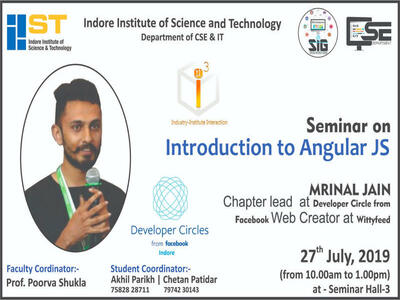 IIST
Indore Institute of
Science & Technology
Indore Institute of Science and Technology
Department of CSE & IT
SIG
CSE
DEPARTMENT
i3
Industry-Institute Interaction
Seminar on
Introduction to Angular JS
MRINAL JAIN
Chapter lead at Developer Circle from
Facebook Web Creator at Wittyfeed
Developer Circles
from facebook
Indore
27th July, 2019
(from 10.00am to 1.00pm)
at - Seminar Hall-3
Faculty Cordinator:-
Prof. Poorva Shukla
Student Coordinator:-
Akhil Parikh | Chetan Patidar
75828 28711 79742 30143